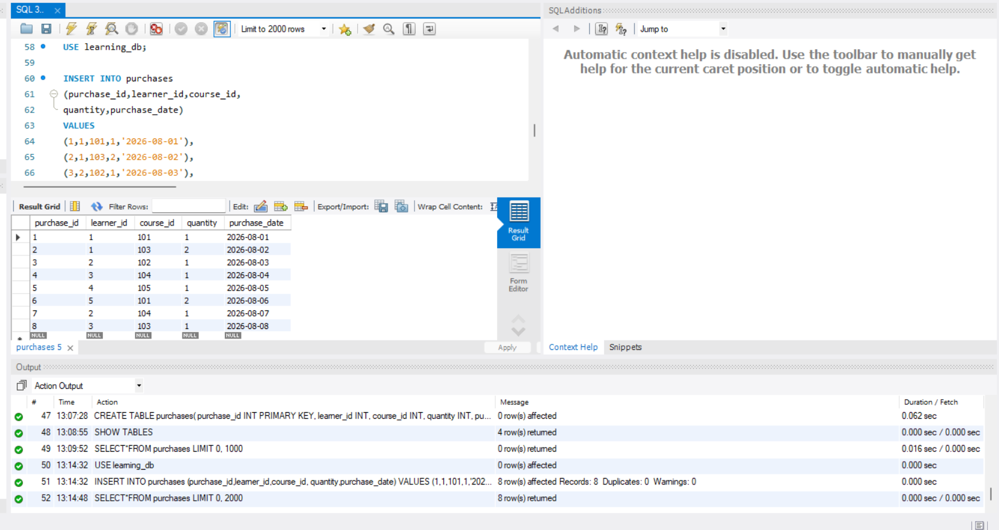 SQL 3..
SQLAdditions
Limit to 2000 rows
Jump to
58 USE learning_db;
59
60 INSERT INTO purchases
61 (purchase_id,learner_id,course_id,
62 quantity,purchase_date)
63 VALUES
64 (1,1,101,1,'2026-08-01'),
65 (2,1,103,2,'2026-08-02'),
66 (3,2,102,1,'2026-08-03'),
Automatic context help is disabled. Use the toolbar to manually get
help for the current caret position or to toggle automatic help.
Result Grid Filter Rows: Edit: Export/Import: Wrap Cell Content:
purchase_id learner_id course_id quantity purchase_date
1 1 101 1 2026-08-01
2 1 103 2 2026-08-02
3 2 102 1 2026-08-03
4 3 104 1 2026-08-04
5 4 105 1 2026-08-05
6 5 101 2 2026-08-06
7 2 104 1 2026-08-07
8 3 103 1 2026-08-08
NULL NULL NULL NULL NULL
Result
Grid
Form
Editor
purchases 5
Apply
Context Help Snippets
Output
Action Output
# Time Action Message Duration / Fetch
47 13:07:28 CREATE TABLE purchases( purchase_id INT PRIMARY KEY, learner_id INT, course_id INT, quantity INT, pu... 0 row(s) affected 0.062 sec
48 13:08:55 SHOW TABLES 4 row(s) returned 0.000 sec / 0.000 sec
49 13:09:52 SELECT*FROM purchases LIMIT 0, 1000 0 row(s) returned 0.016 sec / 0.000 sec
50 13:14:32 USE learning_db 0 row(s) affected 0.000 sec
51 13:14:32 INSERT INTO purchases (purchase_id,learner_id,course_id, quantity,purchase_date) VALUES (1,1,101,1,'202... 8 row(s) affected Records: 8 Duplicates: 0 Warnings: 0 0.000 sec
52 13:14:48 SELECT*FROM purchases LIMIT 0, 2000 8 row(s) returned 0.000 sec / 0.000 sec